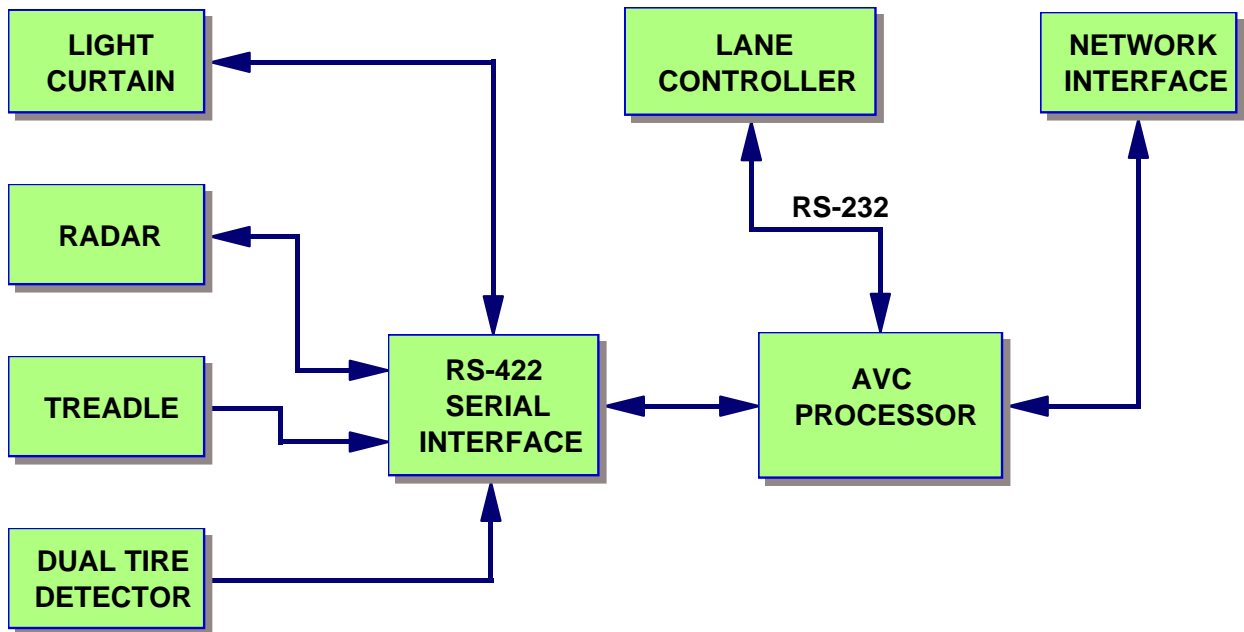 LIGHT
CURTAIN
LANE
CONTROLLER
NETWORK
INTERFACE
RADAR
RS-232
TREADLE
RS-422
SERIAL
INTERFACE
AVC
PROCESSOR
DUAL TIRE
DETECTOR